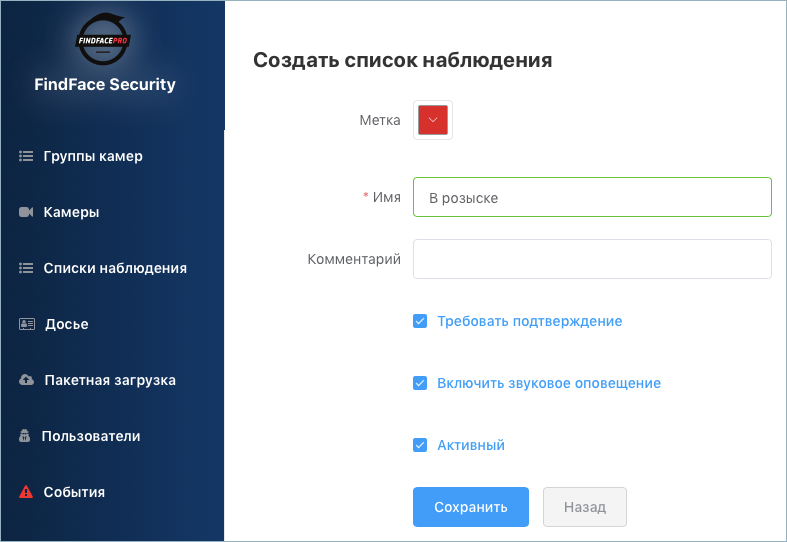 FINDFACEPRO
FindFace Security
Группы камер
Камеры
Списки наблюдения
Досье
Пакетная загрузка
Пользователи
События
Создать список наблюдения
Метка
* Имя
В розыске
Комментарий
Требовать подтверждение
Включить звуковое оповещение
Активный
Сохранить
Назад